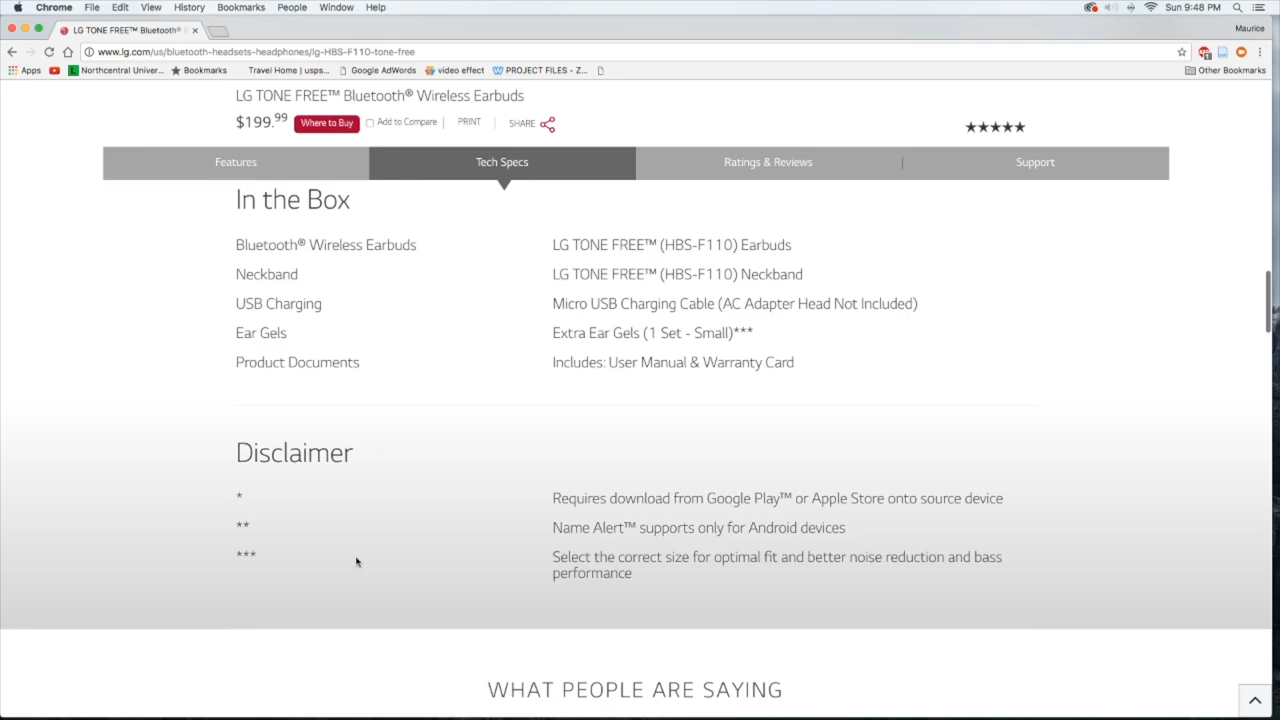 Chrome File Edit View History Bookmarks People Window Help Sun 9:48 PM
LG TONE FREE™ Bluetooth® Maurice
www.lg.com/us/bluetooth-headsets-headphones/lg-HBS-F110-tone-free
Apps Northcentral Univer... Bookmarks Travel Home | usps... Google AdWords video effect PROJECT FILES - Z... Other Bookmarks
LG TONE FREE™ Bluetooth® Wireless Earbuds
$199.99 Where to Buy Add to Compare PRINT SHARE
★★★★★
Features Tech Specs Ratings & Reviews Support
In the Box
Bluetooth® Wireless Earbuds LG TONE FREE™ (HBS-F110) Earbuds
Neckband LG TONE FREE™ (HBS-F110) Neckband
USB Charging Micro USB Charging Cable (AC Adapter Head Not Included)
Ear Gels Extra Ear Gels (1 Set - Small)***
Product Documents Includes: User Manual & Warranty Card
Disclaimer
* Requires download from Google Play™ or Apple Store onto source device
** Name Alert™ supports only for Android devices
*** Select the correct size for optimal fit and better noise reduction and bass
performance
WHAT PEOPLE ARE SAYING